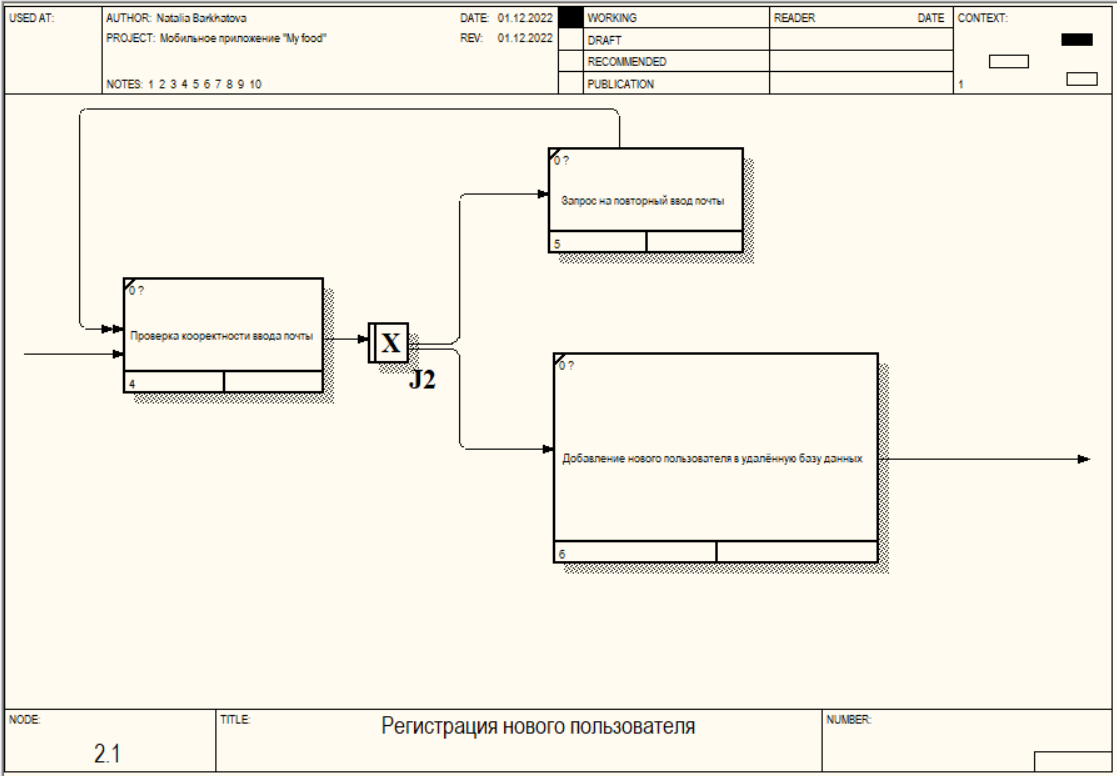 USED AT:
AUTHOR: Natalia Barkhatova
DATE: 01.12.2022
WORKING
READER
DATE
CONTEXT:
PROJECT: Мобильное приложение "My food"
REV: 01.12.2022
DRAFT
RECOMMENDED
NOTES: 1 2 3 4 5 6 7 8 9 10
PUBLICATION
1
0 ?
Запрос на повторный ввод почты
5
0 ?
Проверка кооректности ввода почты
4
X
J2
0 ?
Добавление нового пользователя в удалённую базу данных
6
NODE:
2.1
TITLE:
Регистрация нового пользователя
NUMBER: